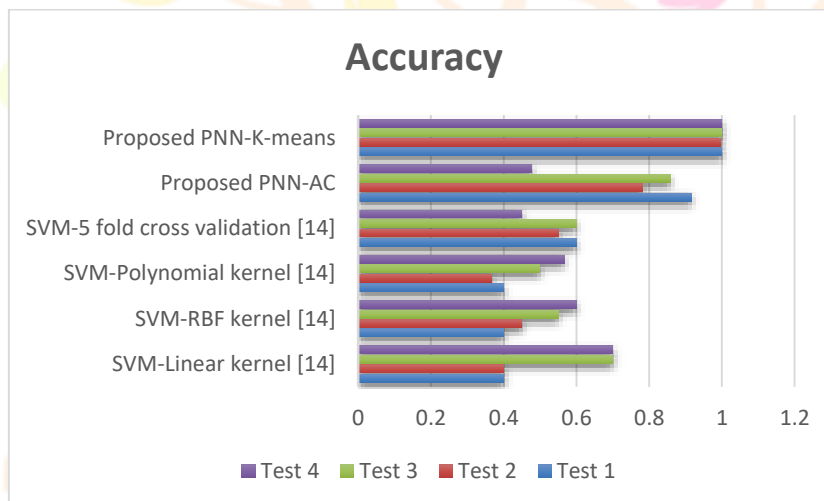 Accuracy
Proposed PNN-K-means
Proposed PNN-AC
SVM-5 fold cross validation [14]
SVM-Polynomial kernel [14]
SVM-RBF kernel [14]
SVM-Linear kernel [14]
0 0.2 0.4 0.6 0.8 1 1.2
Test 4 Test 3 Test 2 Test 1